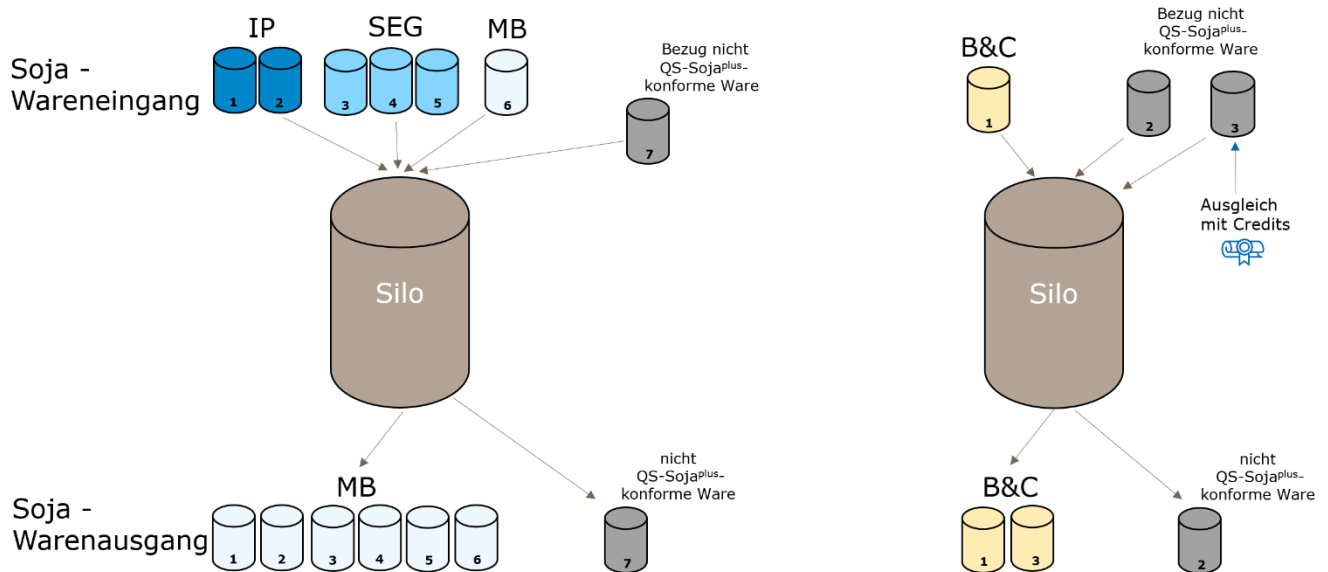 IP
SEG
MB
Bezug nicht
QS-Sojaplus-
konforme Ware
Soja -
Wareneingang
1
2
3
4
5
6
7
Silo
MB
nicht
QS-Sojaplus-
konforme Ware
Soja -
Warenausgang
1
2
3
4
5
6
7
B&C
Bezug nicht
QS-Sojaplus-
konforme Ware
1
2
3
Ausgleich
mit Credits
Silo
B&C
nicht
QS-Sojaplus-
konforme Ware
1
3
2